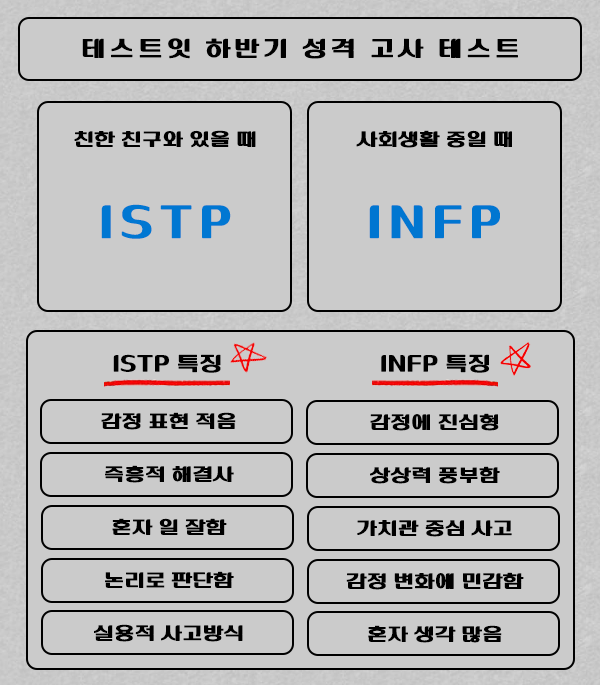 테스트잇 하반기 성격 고사 테스트
친한 친구와 있을 때
사회생활 중일 때
ISTP
INFP
ISTP 특징
INFP 특징
감정 표현 적음
감정에 진심형
즉흥적 해결사
상상력 풍부함
혼자 일 잘함
가치관 중심 사고
논리로 판단함
감정 변화에 민감함
실용적 사고방식
혼자 생각 많음